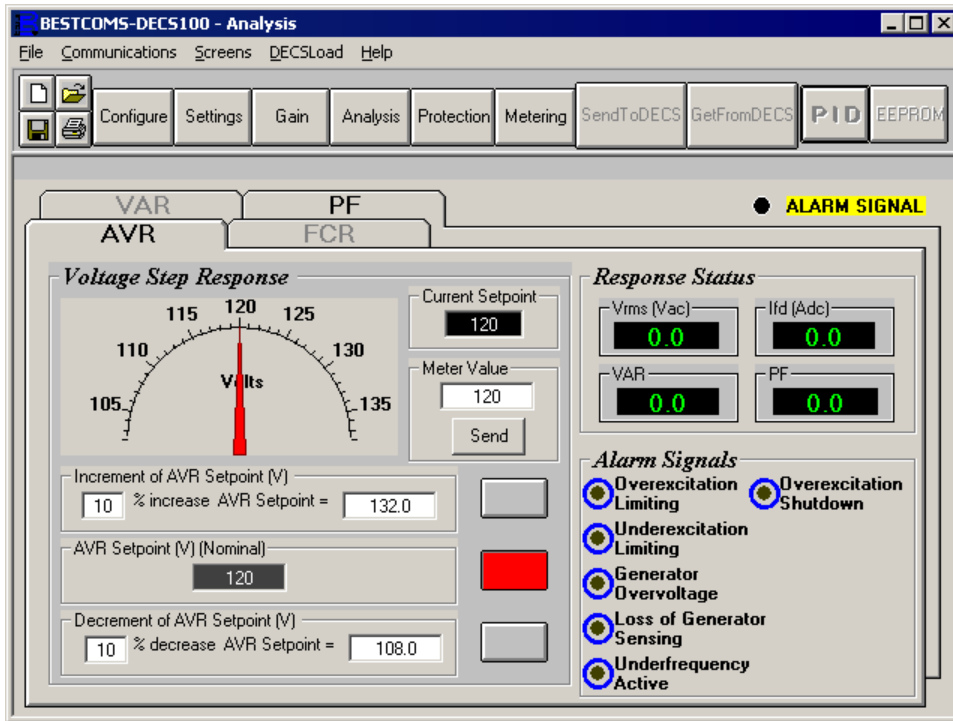 BESTCOMS-DECS100 - Analysis
File Communications Screens DECSLoad Help
Configure Settings Gain Analysis Protection Metering SendToDECS GetFromDECS PID EEPROM
VAR PF
ALARM SIGNAL
AVR FCR
Voltage Step Response
105
110
115
120
125
130
135
Volts
Current Setpoint
120
Meter Value
120
Send
Increment of AVR Setpoint (V)
10 % increase AVR Setpoint = 132.0
AVR Setpoint (V) (Nominal)
120
Decrement of AVR Setpoint (V)
10 % decrease AVR Setpoint = 108.0
Response Status
Vrms (Vac)
0.0
Ifd (Adc)
0.0
VAR
0.0
PF
0.0
Alarm Signals
Overexcitation
Limiting
Overexcitation
Shutdown
Underexcitation
Limiting
Generator
Overvoltage
Loss of Generator
Sensing
Underfrequency
Active